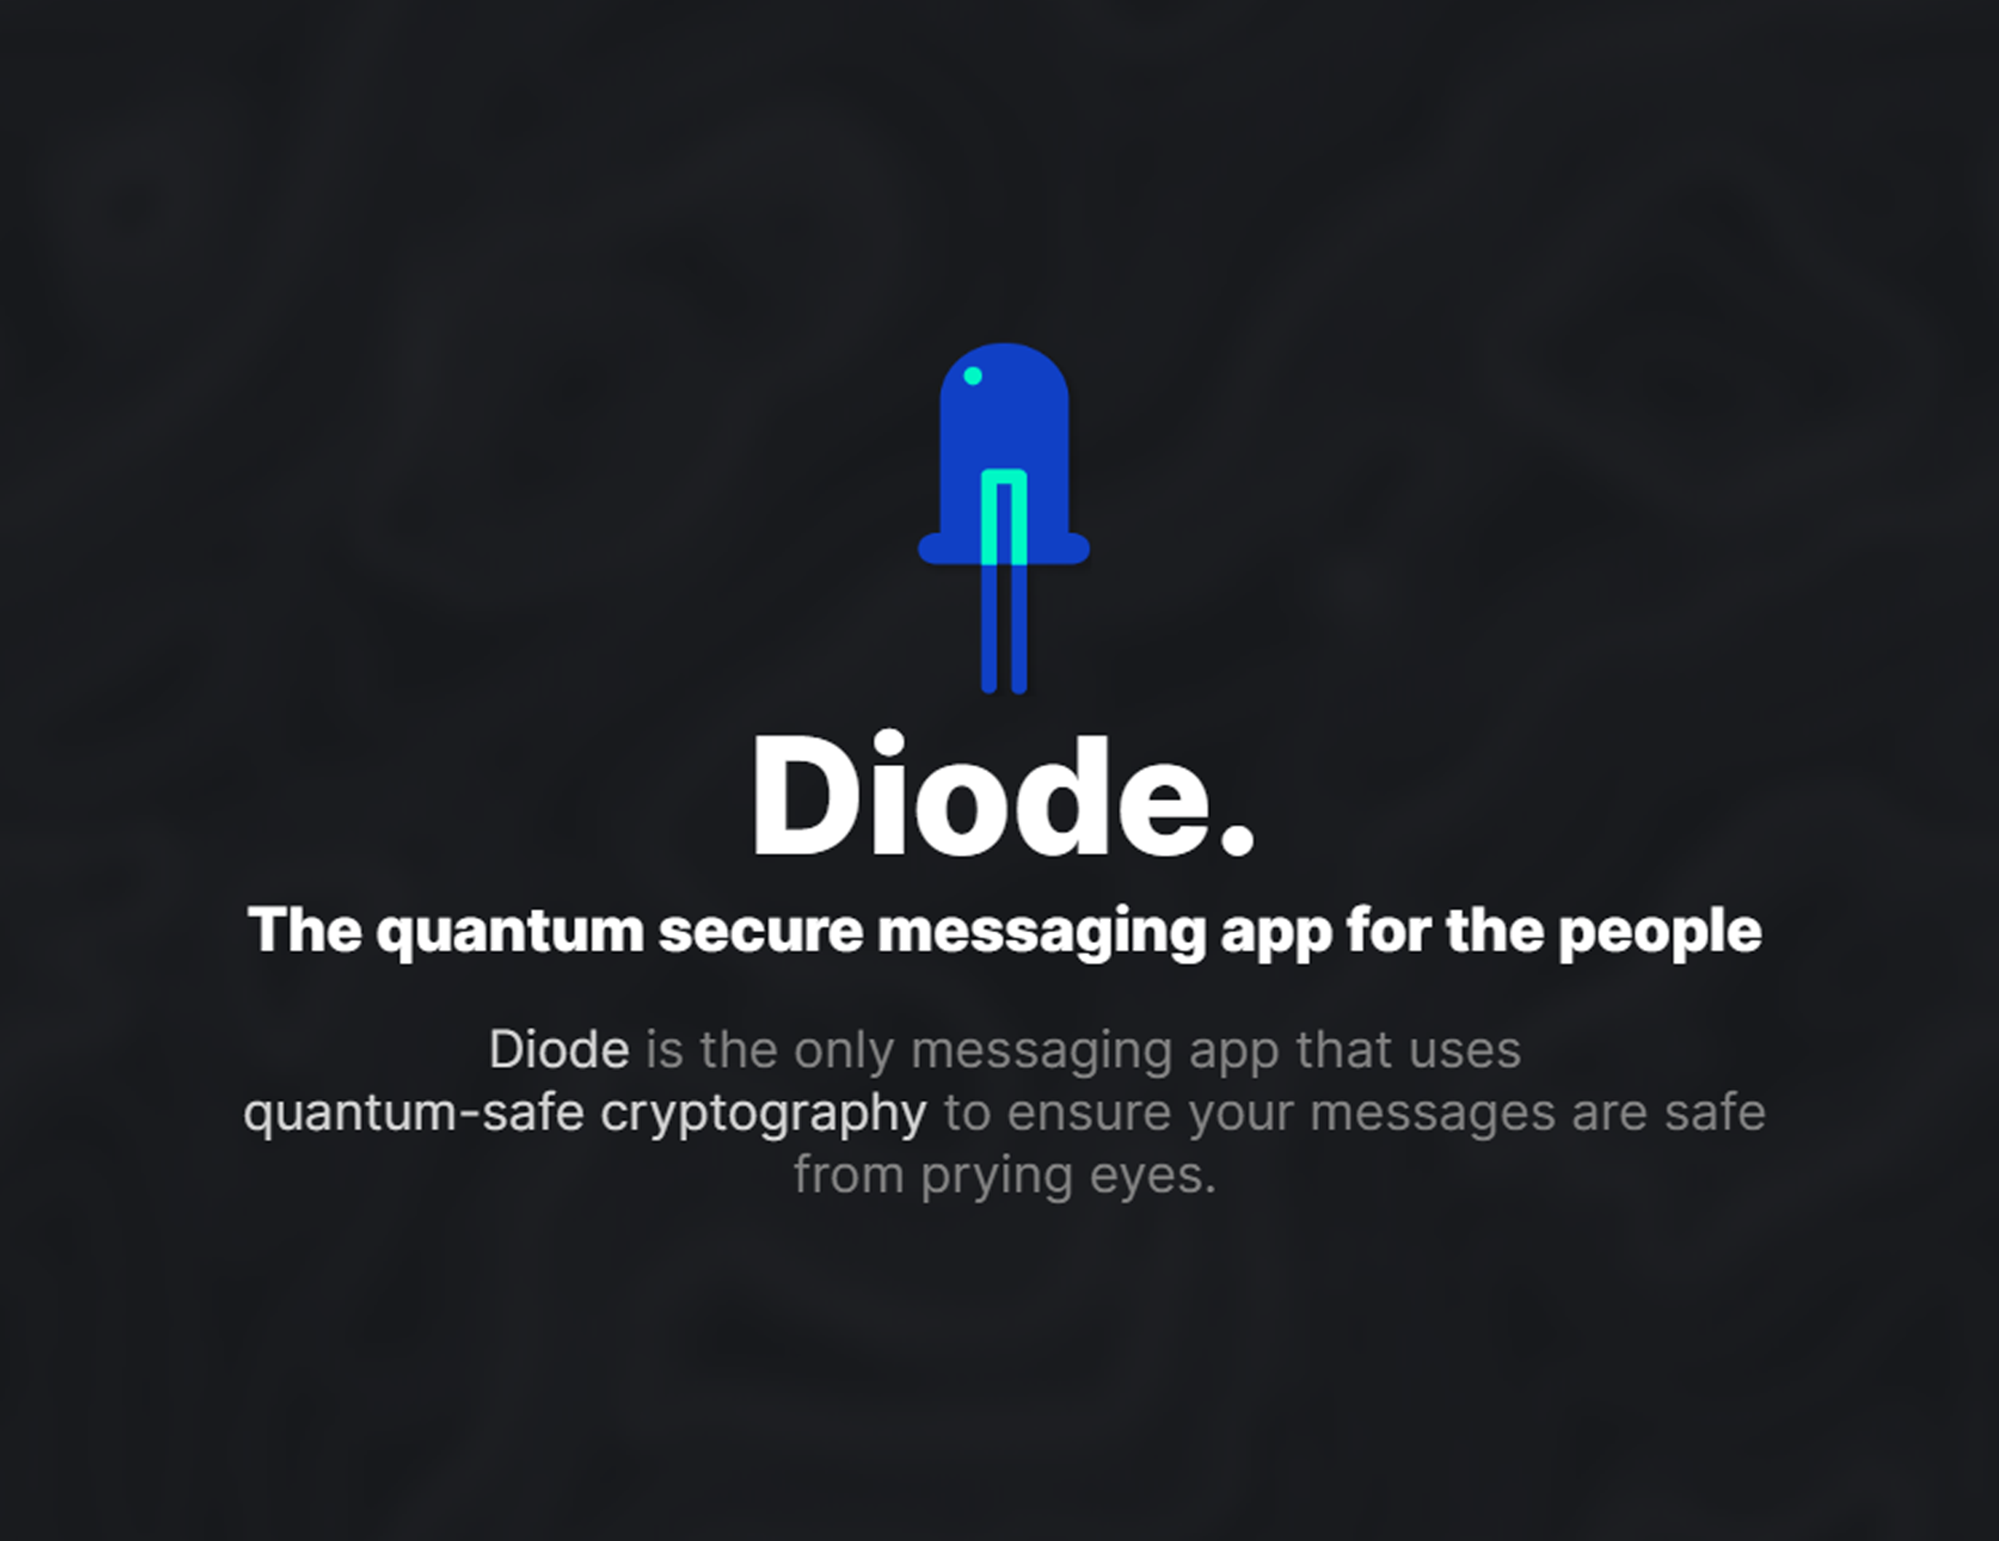 Diode.
The quantum secure messaging app for the people
Diode is the only messaging app that uses
quantum-safe cryptography to ensure your messages are safe
from prying eyes.